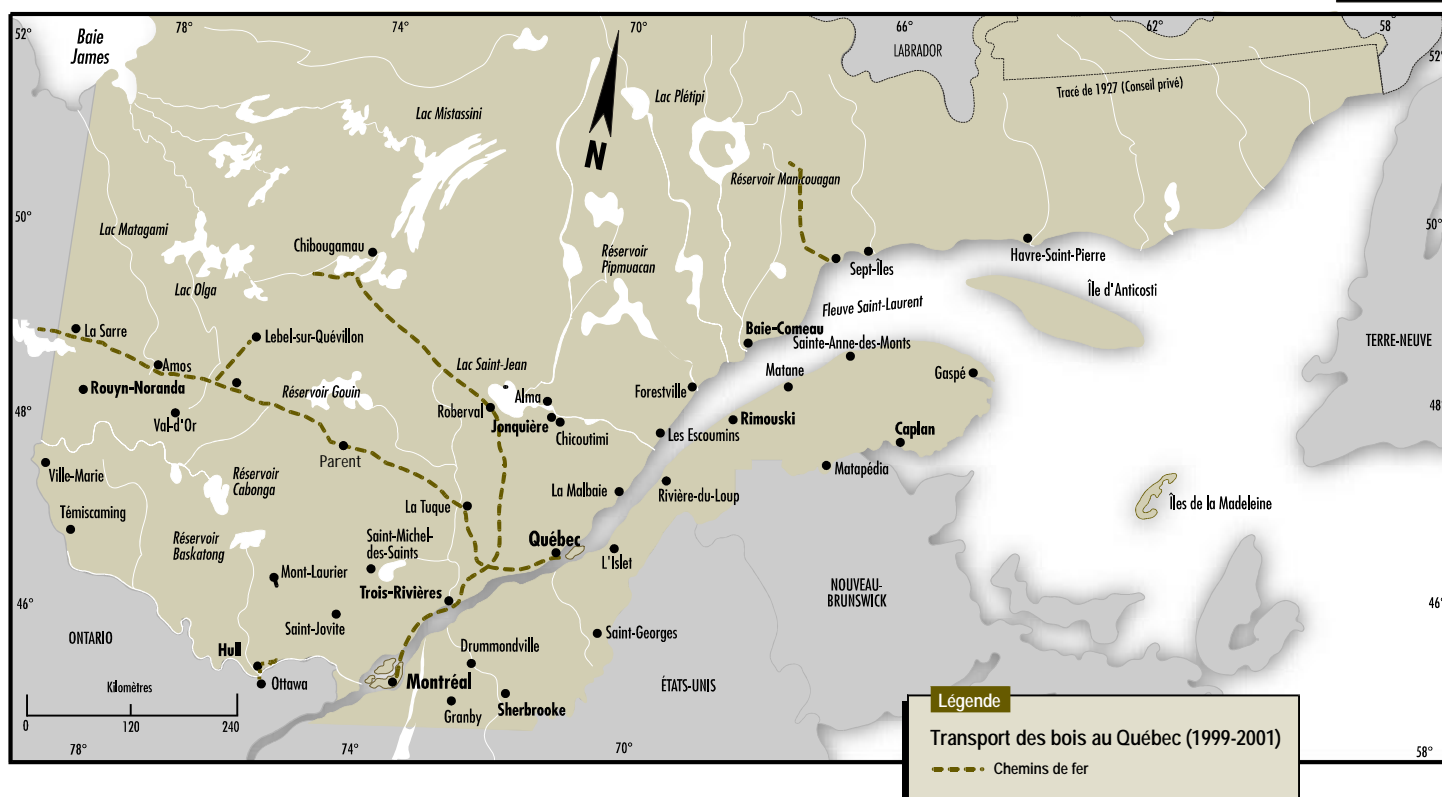 78°
74°
70
66°
62°
58
52°
52°
Baie
James
LABRADOR
Tracé de 1927 (Conseil privé)
Lac Mistassini
Lac Plétipi
N
Réservoir Manicouagan
50°
50°
Lac Matagami
Chibougamau
Réservoir
Pipmuacan
Sept-Îles
Havre-Saint-Pierre
Lac Olga
Île d'Anticosti
Fleuve Saint-Laurent
La Sarre
Lebel-sur-Quévillon
Baie-Comeau
Sainte-Anne-des-Monts
TERRE-NEUVE
Amos
Lac Saint-Jean
Matane
Gaspé
Rouyn-Noranda
Réservoir Gouin
Alma
Forestville
48°
48°
Roberval
Jonquière
Rimouski
Val-d'Or
Chicoutimi
Les Escoumins
Caplan
Parent
Ville-Marie
Réservoir
Cabonga
La Malbaie
Rivière-du-Loup
Matapédia
Témiscaming
La Tuque
Îles de la Madeleine
Réservoir
Baskatong
Saint-Michel
des-Saints
Québec
L'Islet
Mont-Laurier
NOUVEAU-
BRUNSWICK
Trois-Rivières
46°
46°
Saint-Jovite
ONTARIO
Saint-Georges
Hull
Drummondville
Ottawa
Montréal
ÉTATS-UNIS
Kilomètres
Granby
Sherbrooke
0
120
240
78°
74°
70°
58°
Légende
Transport des bois au Québec (1999-2001)
Chemins de fer